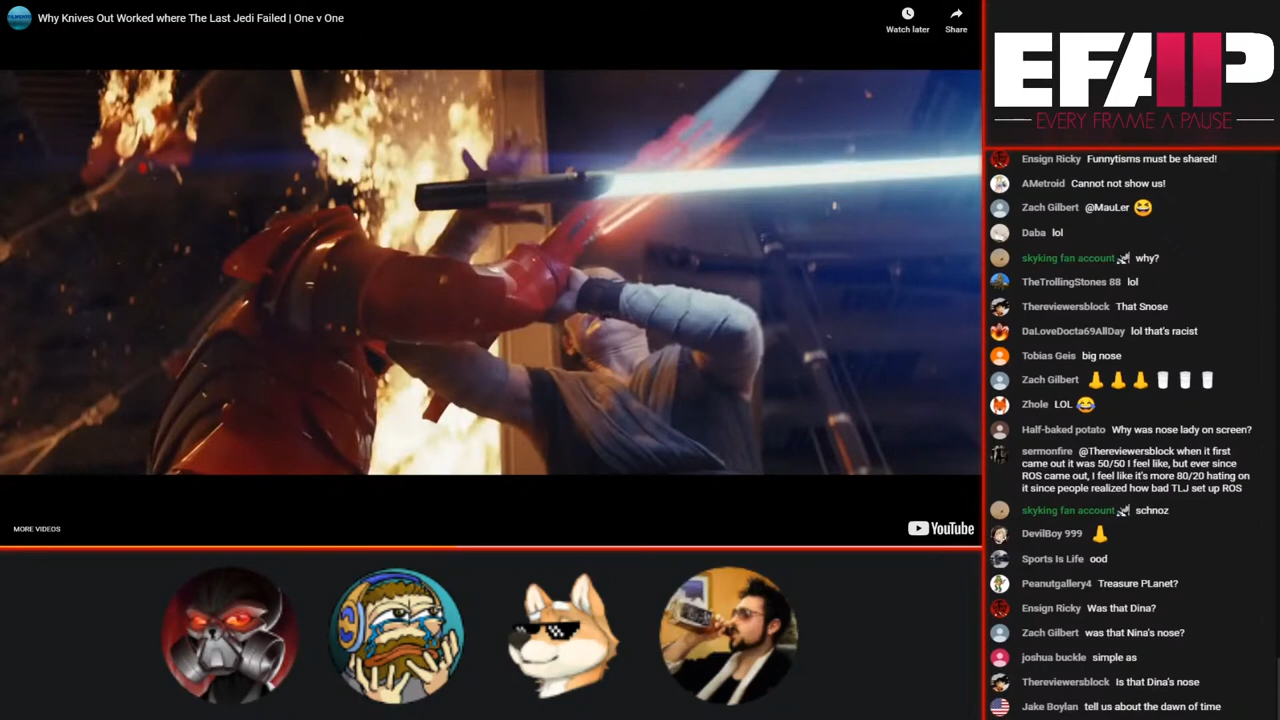 Why Knives Out Worked where The Last Jedi Failed | One v One
Watch later
Share
MORE VIDEOS
YouTube
EFAP
EVERY FRAME A PAUSE
Ensign Ricky Funnytisms must be shared!
AMetroid Cannot not show us!
Zach Gilbert @MauLer
Daba lol
skyking fan account why?
TheTrollingStones 88 lol
Thereviewersblock That Snose
DaLoveDocta69AllDay lol that's racist
Tobias Geis big nose
Zach Gilbert
Zhole LOL
Half-baked potato Why was nose lady on screen?
sermonfire @Thereviewersblock when it first
came out it was 50/50 I feel like, but ever since
ROS came out, I feel like it's more 80/20 hating on
it since people realized how bad TLJ set up ROS
skyking fan account schnoz
DevilBoy 999
Sports Is Life ood
Peanutgallery4 Treasure PLanet?
Ensign Ricky Was that Dina?
Zach Gilbert was that Nina's nose?
joshua buckle simple as
Thereviewersblock Is that Dina's nose
Jake Boylan tell us about the dawn of time